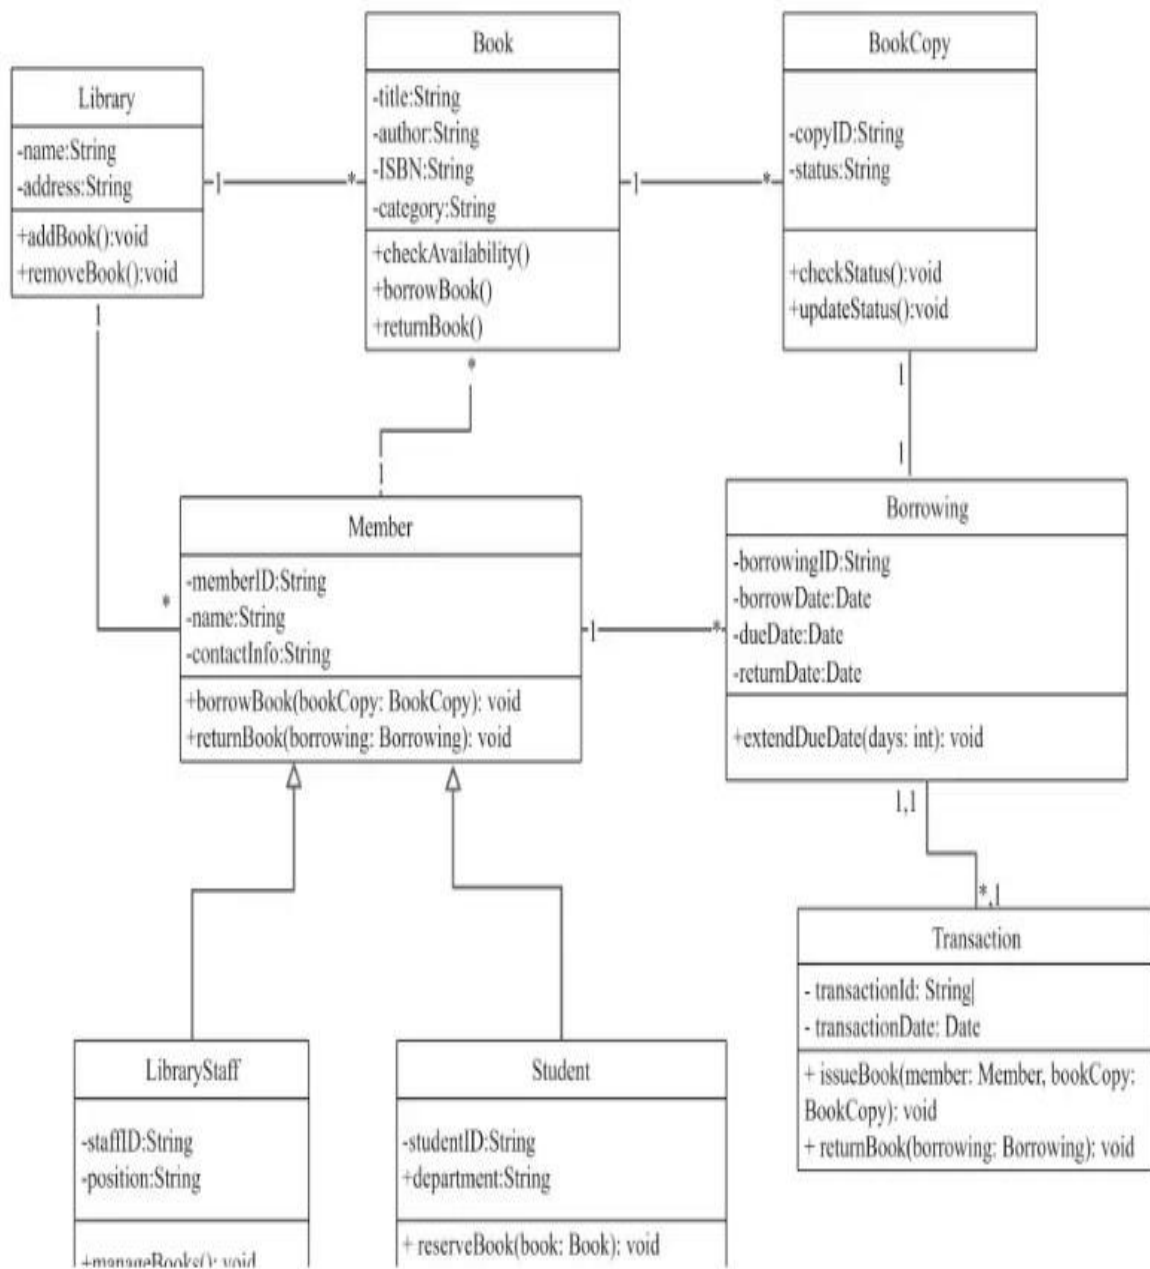 Library
-name:String
-address:String
+addBook():void
+removeBook():void
1
*
1
*
Book
-title:String
-author:String
-ISBN:String
-category:String
+checkAvailability()
+borrowBook()
+returnBook()
1
*
*
1
BookCopy
-copyID:String
-status:String
+checkStatus():void
+updateStatus():void
1
1
Member
-memberID:String
-name:String
-contactInfo:String
+borrowBook(bookCopy: BookCopy): void
+returnBook(borrowing: Borrowing): void
1
*
Borrowing
-borrowingID:String
-borrowDate:Date
-dueDate:Date
-returnDate:Date
+extendDueDate(days: int): void
1,1
*,1
Transaction
- transactionId: String|
- transactionDate: Date
+ issueBook(member: Member, bookCopy:
BookCopy): void
+ returnBook(borrowing: Borrowing): void
LibraryStaff
-staffID:String
-position:String
+manageBooks(): void
Student
-studentID:String
+department:String
+ reserveBook(book: Book): void